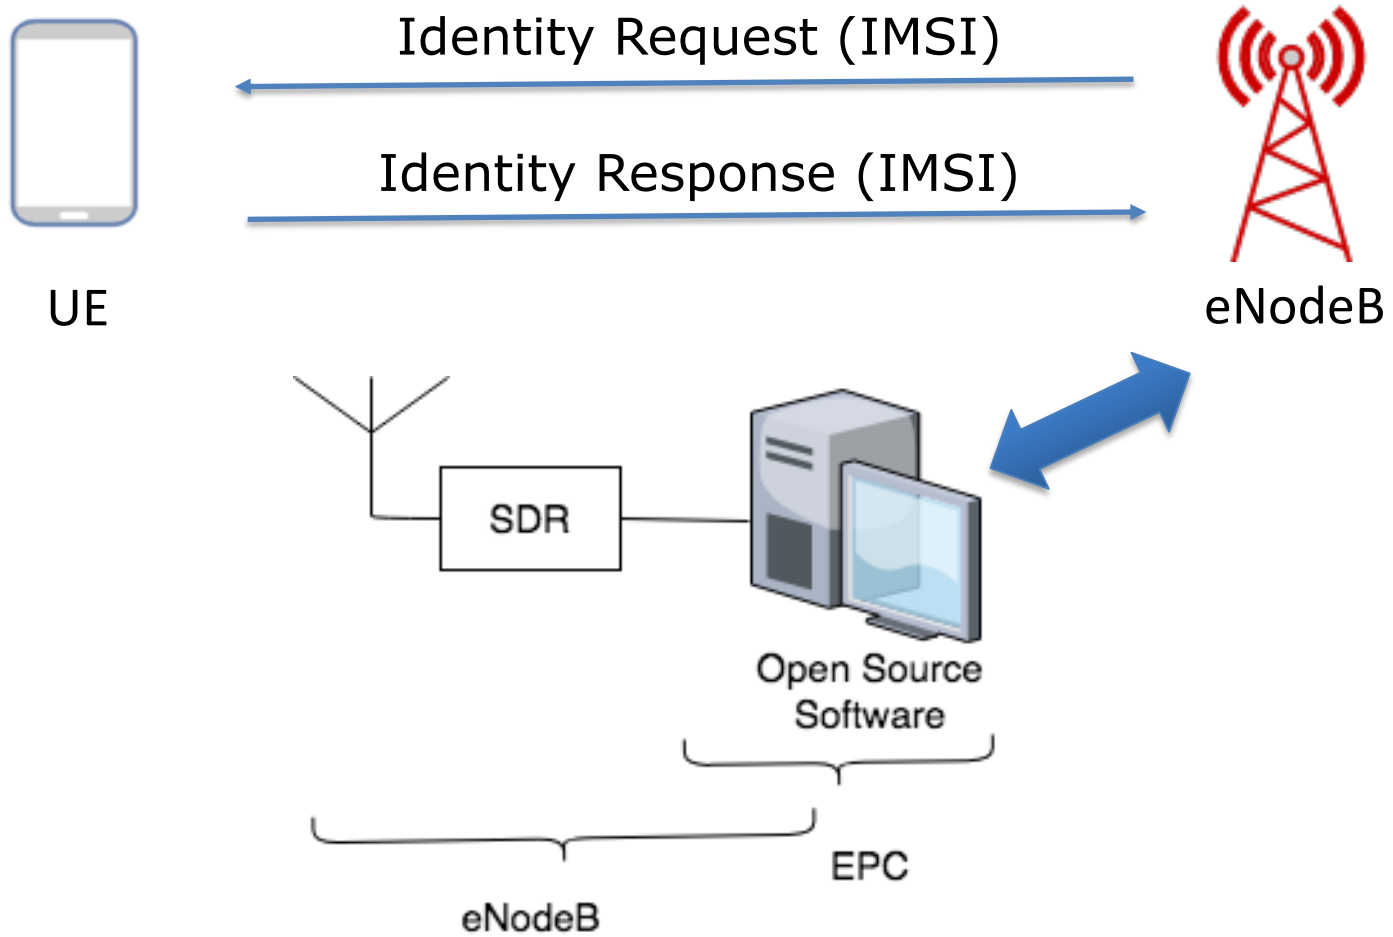 Identity Request (IMSI)
Identity Response (IMSI)
UE
eNodeB
SDR
Open Source
Software
EPC
eNodeB